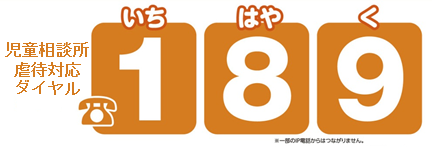 児童相談所
虐待対応
ダイヤル
いち はや く
1 8 9
※一部のIP電話からはつながりません。